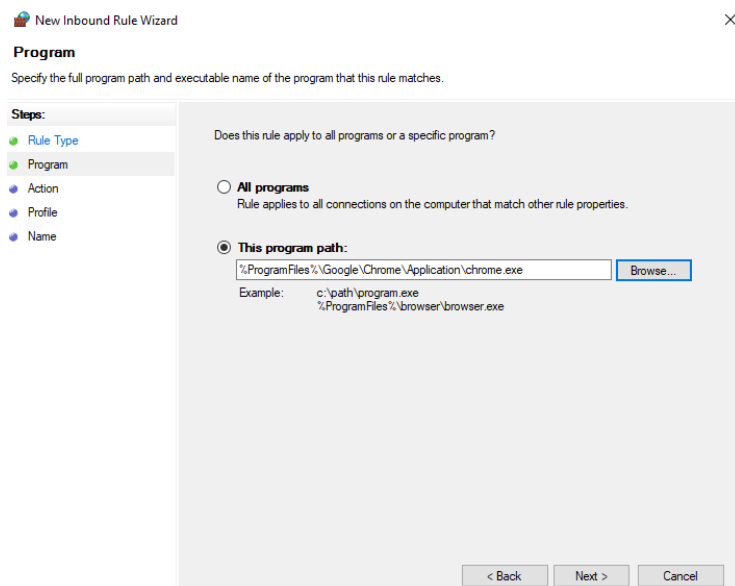 New Inbound Rule Wizard
Program
Specify the full program path and executable name of the program that this rule matches.
Steps:
Rule Type
Program
Action
Profile
Name
Does this rule apply to all programs or a specific program?
All programs
Rule applies to all connections on the computer that match other rule properties.
This program path:
%ProgramFiles%\Google\Chrome\Application\chrome.exe
Browse...
Example: c:\path\program.exe
%ProgramFiles%\browser\browser.exe
< Back Next > Cancel